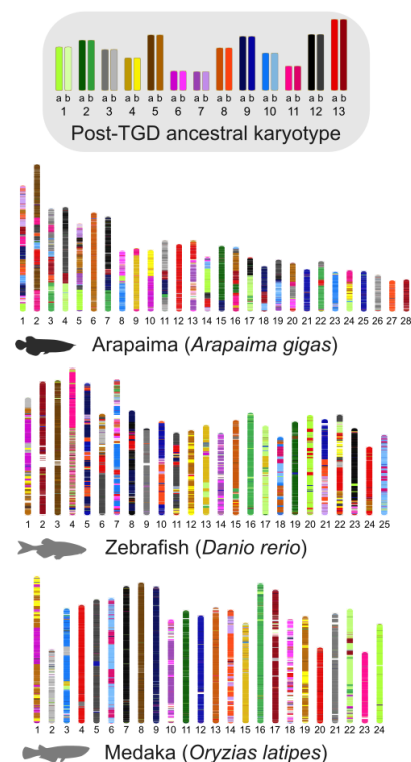 a b a b a b a b a b a b a b a b a b a b a b a b a b
1 2 3 4 5 6 7 8 9 10 11 12 13
Post-TGD ancestral karyotype
1 2 3 4 5 6 7 8 9 10 11 12 13 14 15 16 17 18 19 20 21 22 23 24 25 26 27 28
Arapaima (Arapaima gigas)
1 2 3 4 5 6 7 8 9 10 11 12 13 14 15 16 17 18 19 20 21 22 23 24 25
Zebrafish (Danio rerio)
1 2 3 4 5 6 7 8 9 10 11 12 13 14 15 16 17 18 19 20 21 22 23 24
Medaka (Oryzias latipes)